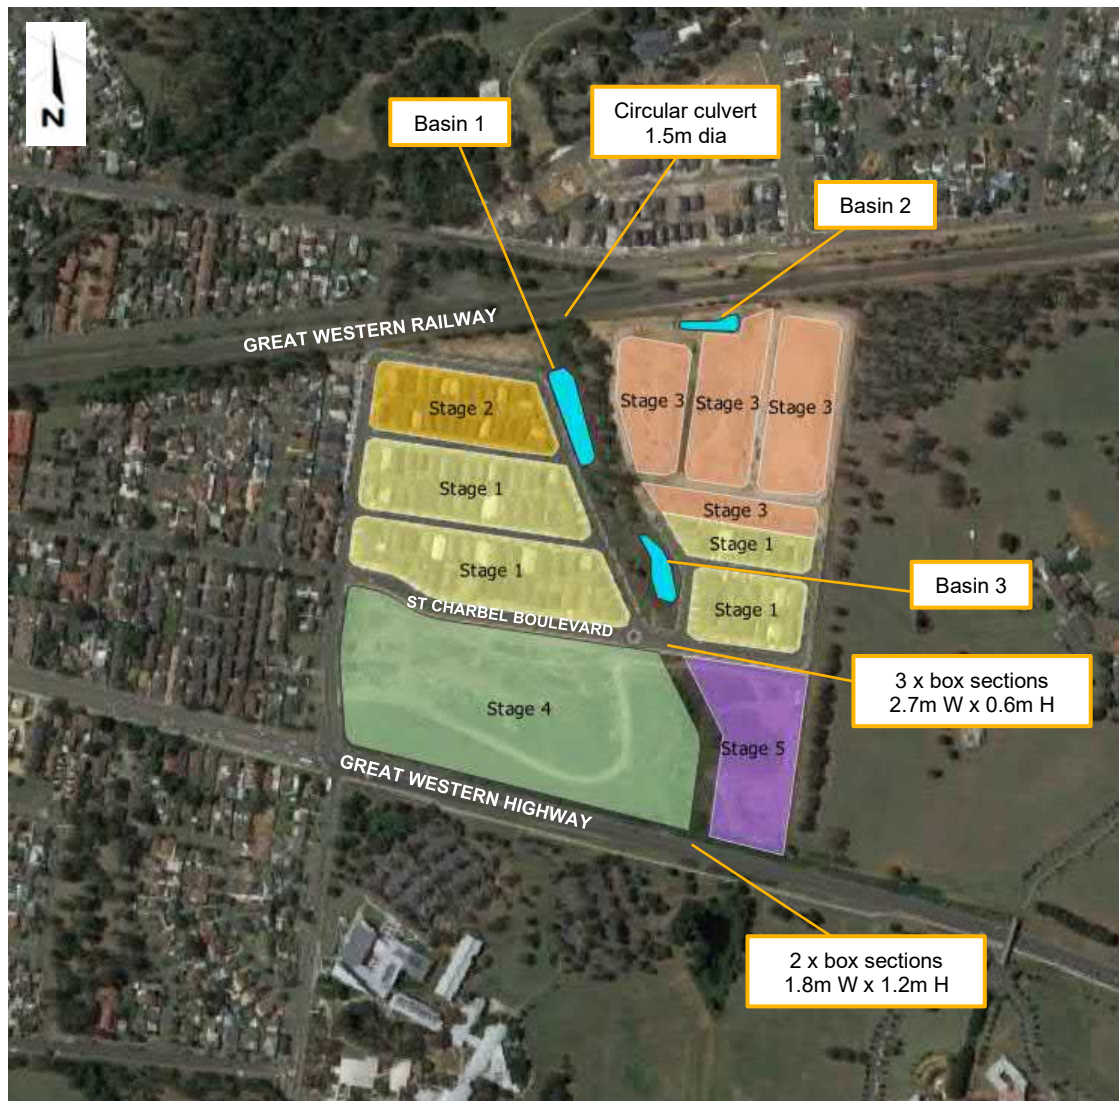 N
Basin 1
Circular culvert
1.5m dia
Basin 2
GREAT WESTERN RAILWAY
Stage 2
Stage 3
Stage 3
Stage 3
Stage 1
Stage 3
Stage 1
Stage 1
Basin 3
Stage 1
ST CHARBEL BOULEVARD
3 x box sections
2.7m W x 0.6m H
Stage 4
Stage 5
GREAT WESTERN HIGHWAY
2 x box sections
1.8m W x 1.2m H